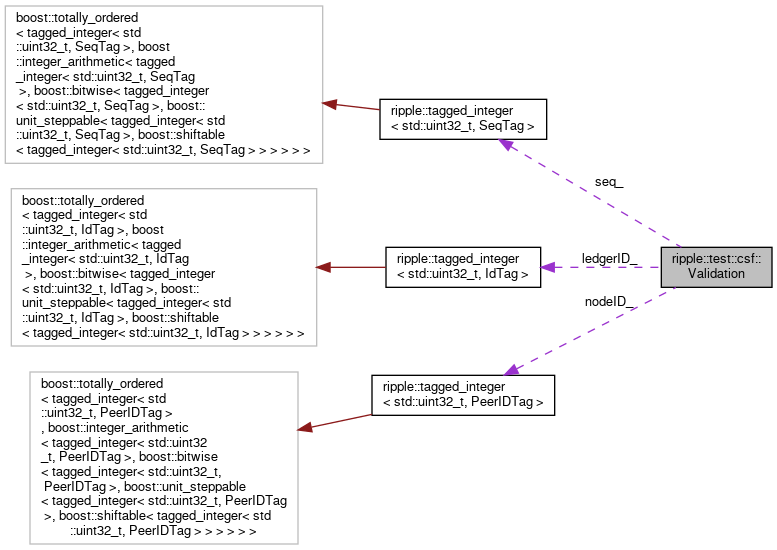 boost::totally_ordered
< tagged_integer< std
::uint32_t, SeqTag >, boost
::integer_arithmetic< tagged
_integer< std::uint32_t, SeqTag
>, boost::bitwise< tagged_integer
< std::uint32_t, SeqTag >, boost::
unit_steppable< tagged_integer< std
::uint32_t, SeqTag >, boost::shiftable
< tagged_integer< std::uint32_t, SeqTag > > > > > >
ripple::tagged_integer
< std::uint32_t, SeqTag >
seq_
boost::totally_ordered
< tagged_integer< std
::uint32_t, IdTag >, boost
::integer_arithmetic< tagged
_integer< std::uint32_t, IdTag
>, boost::bitwise< tagged_integer
< std::uint32_t, IdTag >, boost::
unit_steppable< tagged_integer< std
::uint32_t, IdTag >, boost::shiftable
< tagged_integer< std::uint32_t, IdTag > > > > > >
ripple::tagged_integer
< std::uint32_t, IdTag >
ledgerID_
ripple::test::csf::
Validation
nodeID_
boost::totally_ordered
< tagged_integer< std
::uint32_t, PeerIDTag >
, boost::integer_arithmetic
< tagged_integer< std::uint32
_t, PeerIDTag >, boost::bitwise
< tagged_integer< std::uint32_t,
PeerIDTag >, boost::unit_steppable
< tagged_integer< std::uint32_t, PeerIDTag
>, boost::shiftable< tagged_integer< std
::uint32_t, PeerIDTag > > > > > >
ripple::tagged_integer
< std::uint32_t, PeerIDTag >